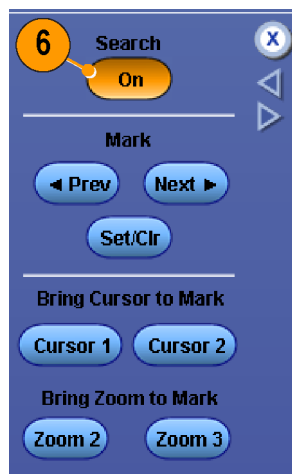 6 Search X
On
Mark
◄ Prev Next ►
Set/Clr
Bring Cursor to Mark
Cursor 1 Cursor 2
Bring Zoom to Mark
Zoom 2 Zoom 3